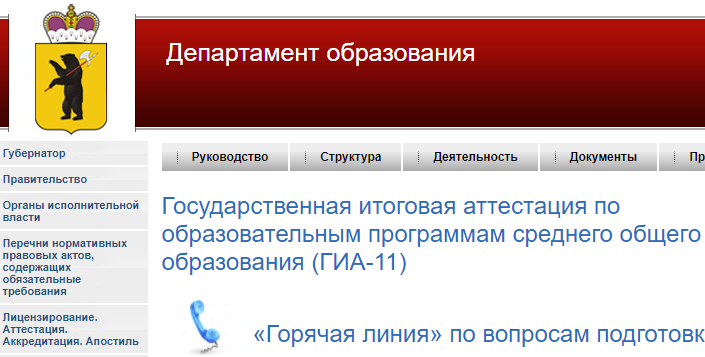 Департамент образования
Руководство
Структура
Деятельность
Документы
Губернатор
Правительство
Органы исполнительной
власти
Перечни нормативных
правовых актов,
содержащих
обязательные
требования
Лицензирование.
Аттестация.
Аккредитация. Апостиль
Государственная итоговая аттестация по
образовательным программам среднего общего
образования (ГИА-11)
«Горячая линия» по вопросам подготовк